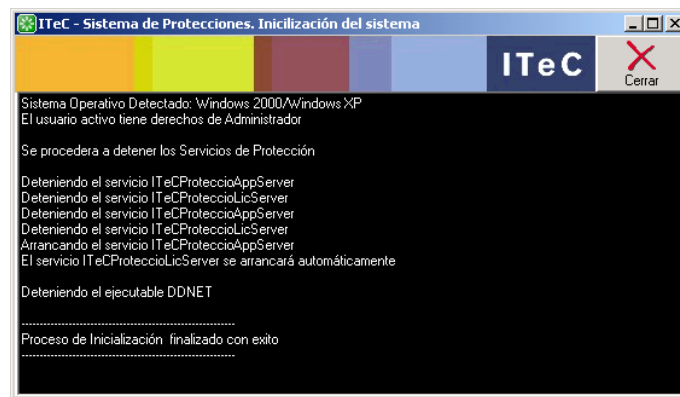 ITeC - Sistema de Protecciones. Inicilización del sistema
ITeC
Cerrar
Sistema Operativo Detectado: Windows 2000/Windows XP
El usuario activo tiene derechos de Administrador
Se procedera a detener los Servicios de Protección
Deteniendo el servicio ITeCProteccioAppServer
Deteniendo el servicio ITeCProteccioLicServer
Deteniendo el servicio ITeCProteccioAppServer
Deteniendo el servicio ITeCProteccioLicServer
Arrancando el servicio ITeCProteccioAppServer
El servicio ITeCProteccioLicServer se arrancará automáticamente
Deteniendo el ejecutable DDNET
------------------------------------------------------------
Proceso de Inicialización  finalizado con exito
------------------------------------------------------------